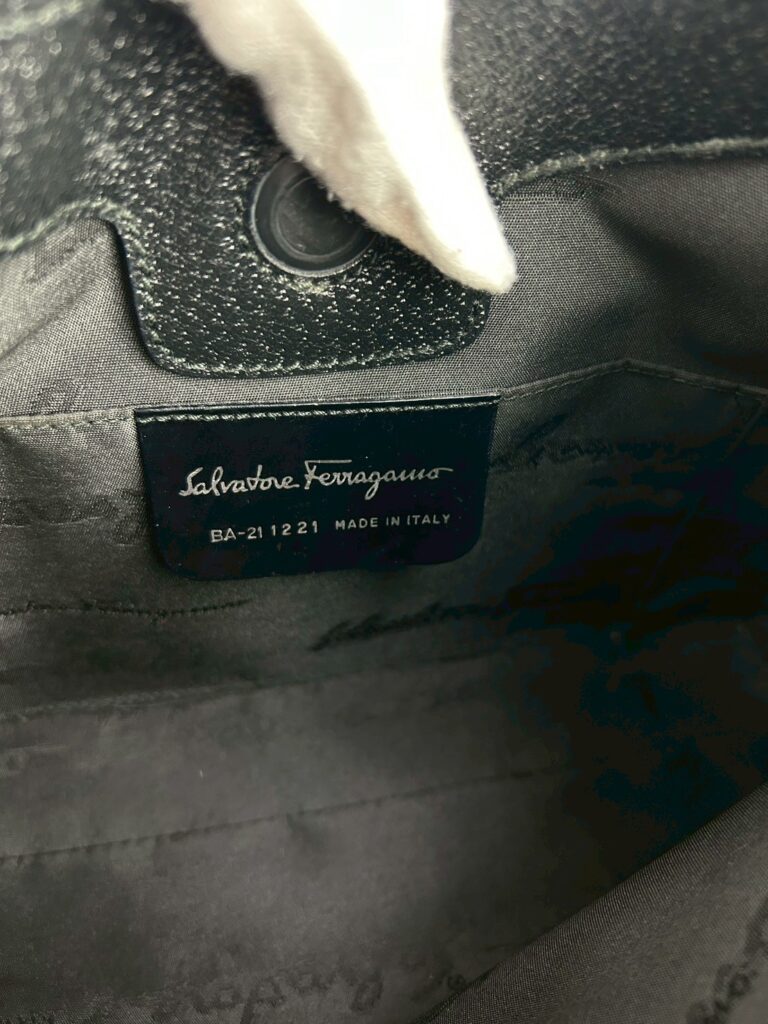 Salvatore Ferragamo
BA-21 1221 MADE IN ITALY